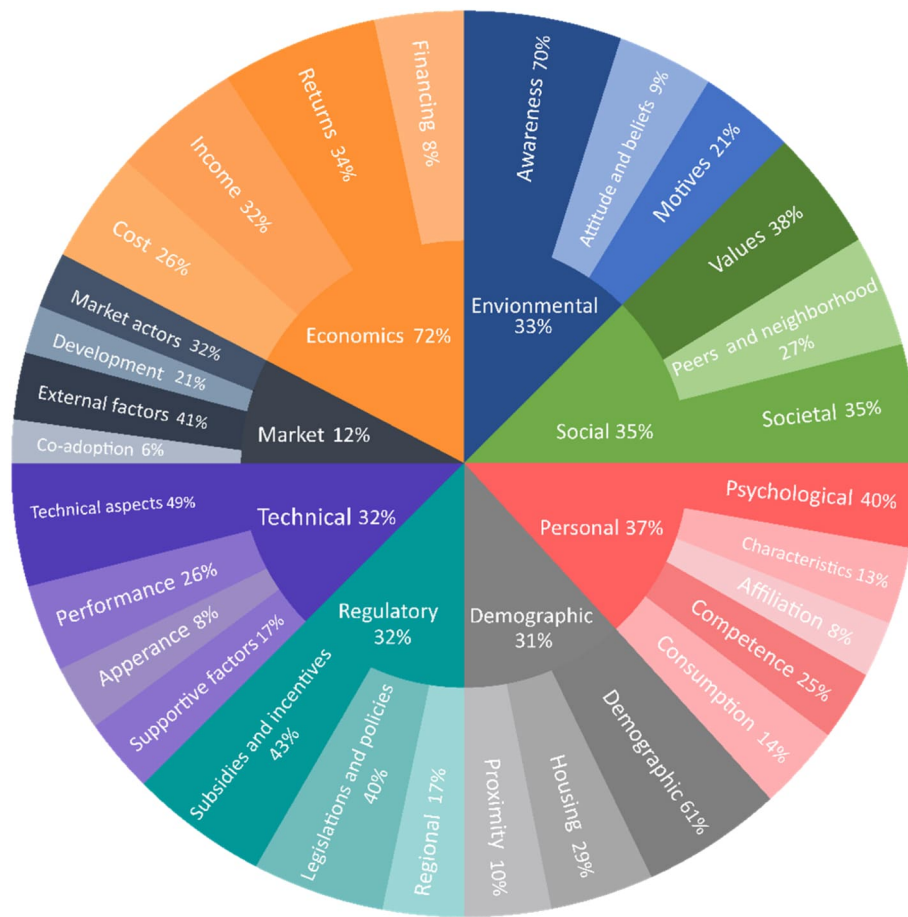 Awareness 70%
Attitude and beliefs 9%
Motives 21%
Envionmental
33%
Values 38%
Peers and neighborhood
27%
Societal 35%
Social 35%
Psychological 40%
Characteristics 13%
Affiliation 8%
Competence 25%
Consumption 14%
Personal 37%
Demographic 61%
Housing 29%
Proximity 10%
Demographic
31%
Regional 17%
Legislations and policies
40%
Subsidies and incentives
43%
Regulatory
32%
Supportive factors 17%
Apperance 8%
Performance 26%
Technical aspects 49%
Technical 32%
Co-adoption 6%
External factors 41%
Development 21%
Market actors 32%
Market 12%
Cost 26%
Income 32%
Returns 34%
Financing 8%
Economics 72%